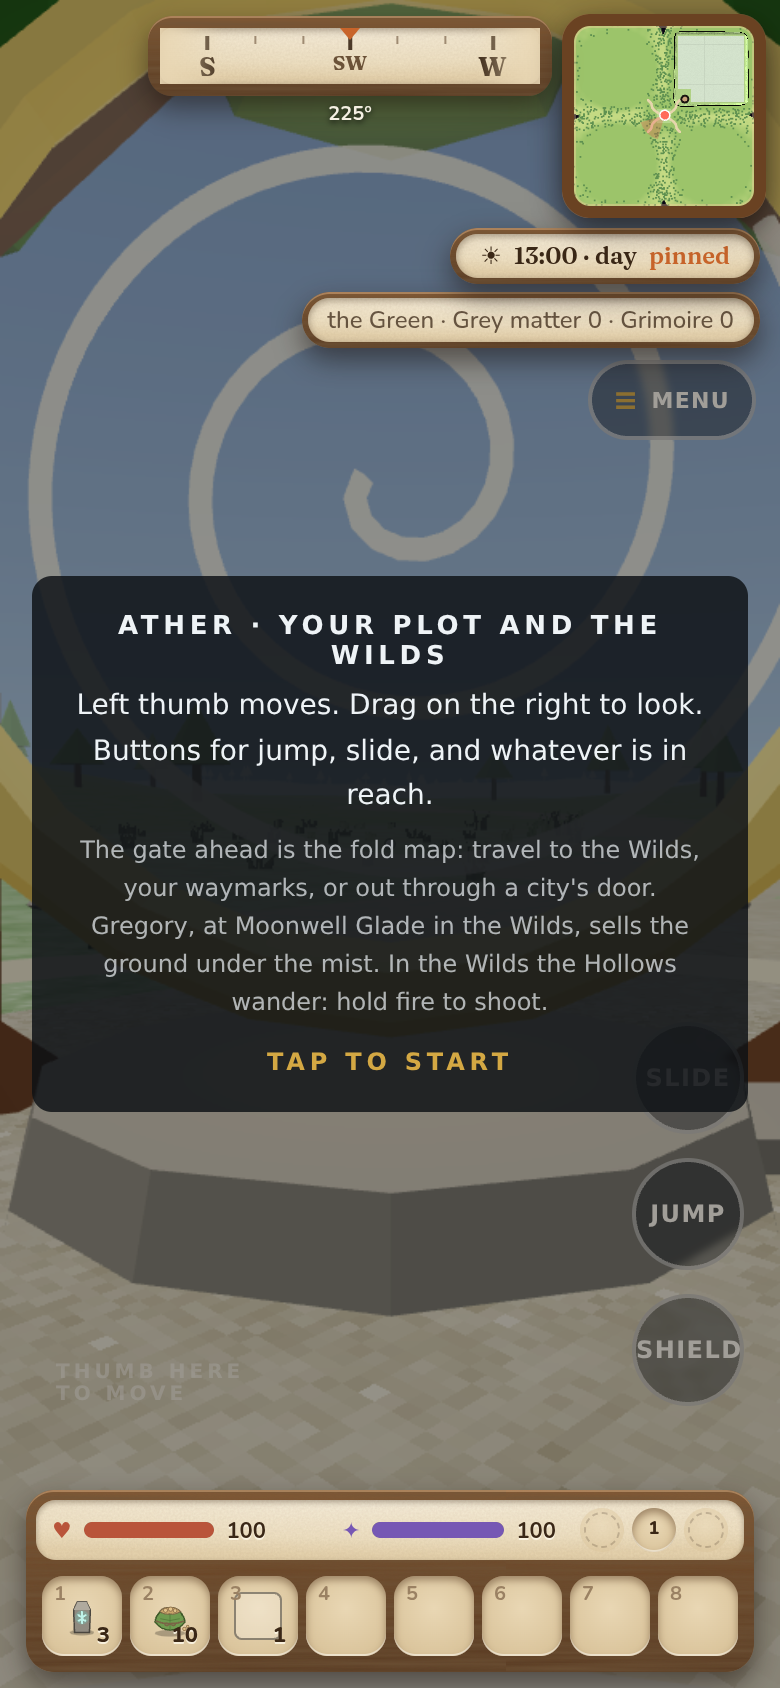 S SW W
225°
☀ 13:00 · day pinned
the Green · Grey matter 0 · Grimoire 0
☰ MENU
ATHER · YOUR PLOT AND THE
WILDS
Left thumb moves. Drag on the right to look.
Buttons for jump, slide, and whatever is in
reach.
The gate ahead is the fold map: travel to the Wilds,
your waymarks, or out through a city's door.
Gregory, at Moonwell Glade in the Wilds, sells the
ground under the mist. In the Wilds the Hollows
wander: hold fire to shoot.
TAP TO START
SLIDE
JUMP
SHIELD
THUMB HERE
TO MOVE
♥ 100 ✦ 100 1
1 2 3 4 5 6 7 8
3 10 1